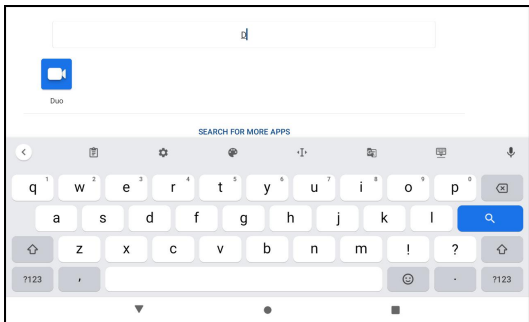 D
Duo
SEARCH FOR MORE APPS
q 1 w 2 e 3 r 4 t 5 y 6 u 7 i 8 o 9 p 0
a s d f g h j k l
z x c v b n m ! ?
?123 , . ?123